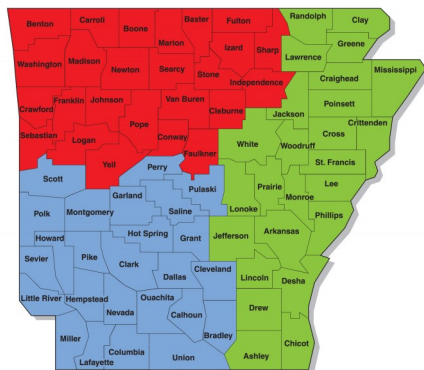 Benton
Carroll
Boone
Baxter
Fulton
Randolph
Clay
Marion
Izard
Sharp
Greene
Lawrence
Washington
Madison
Newton
Searcy
Stone
Mississippi
Craighead
Independence
Crawford
Franklin
Johnson
Van Buren
Cleburne
Jackson
Poinsett
Pope
Crittenden
Sebastian
Logan
Conway
Faulkner
White
Woodruff
Cross
St. Francis
Yell
Perry
Scott
Pulaski
Prairie
Monroe
Lee
Garland
Saline
Lonoke
Phillips
Polk
Montgomery
Hot Spring
Grant
Jefferson
Arkansas
Howard
Sevier
Pike
Clark
Dallas
Cleveland
Lincoln
Desha
Little River
Hempstead
Nevada
Ouachita
Calhoun
Bradley
Drew
Miller
Lafayette
Columbia
Union
Ashley
Chicot